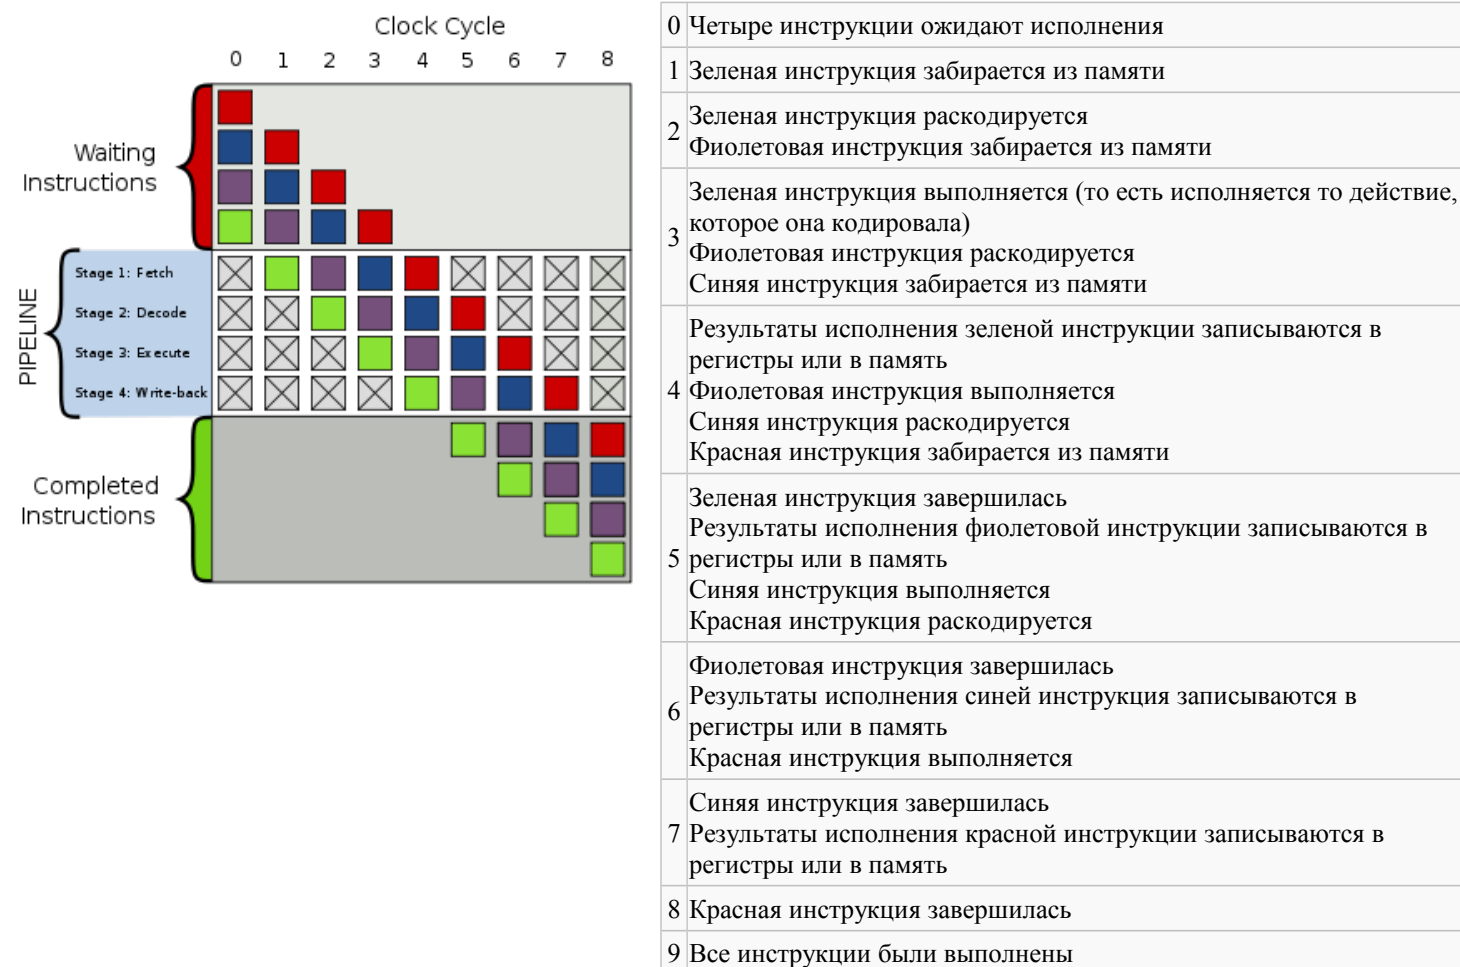 Clock Cycle
0 1 2 3 4 5 6 7 8
Waiting
Instructions
PIPELINE
Stage 1: Fetch
Stage 2: Decode
Stage 3: Execute
Stage 4: Write-back
Completed
Instructions
0 Четыре инструкции ожидают исполнения
1 Зеленая инструкция забирается из памяти
2
Зеленая инструкция раскодируется
Фиолетовая инструкция забирается из памяти
3
Зеленая инструкция выполняется (то есть исполняется то действие,
которое она кодировала)
Фиолетовая инструкция раскодируется
Синяя инструкция забирается из памяти
4
Результаты исполнения зеленой инструкции записываются в
регистры или в память
Фиолетовая инструкция выполняется
Синяя инструкция раскодируется
Красная инструкция забирается из памяти
5
Зеленая инструкция завершилась
Результаты исполнения фиолетовой инструкции записываются в
регистры или в память
Синяя инструкция выполняется
Красная инструкция раскодируется
6
Фиолетовая инструкция завершилась
Результаты исполнения синей инструкция записываются в
регистры или в память
Красная инструкция выполняется
7
Синяя инструкция завершилась
Результаты исполнения красной инструкции записываются в
регистры или в память
8 Красная инструкция завершилась
9 Все инструкции были выполнены